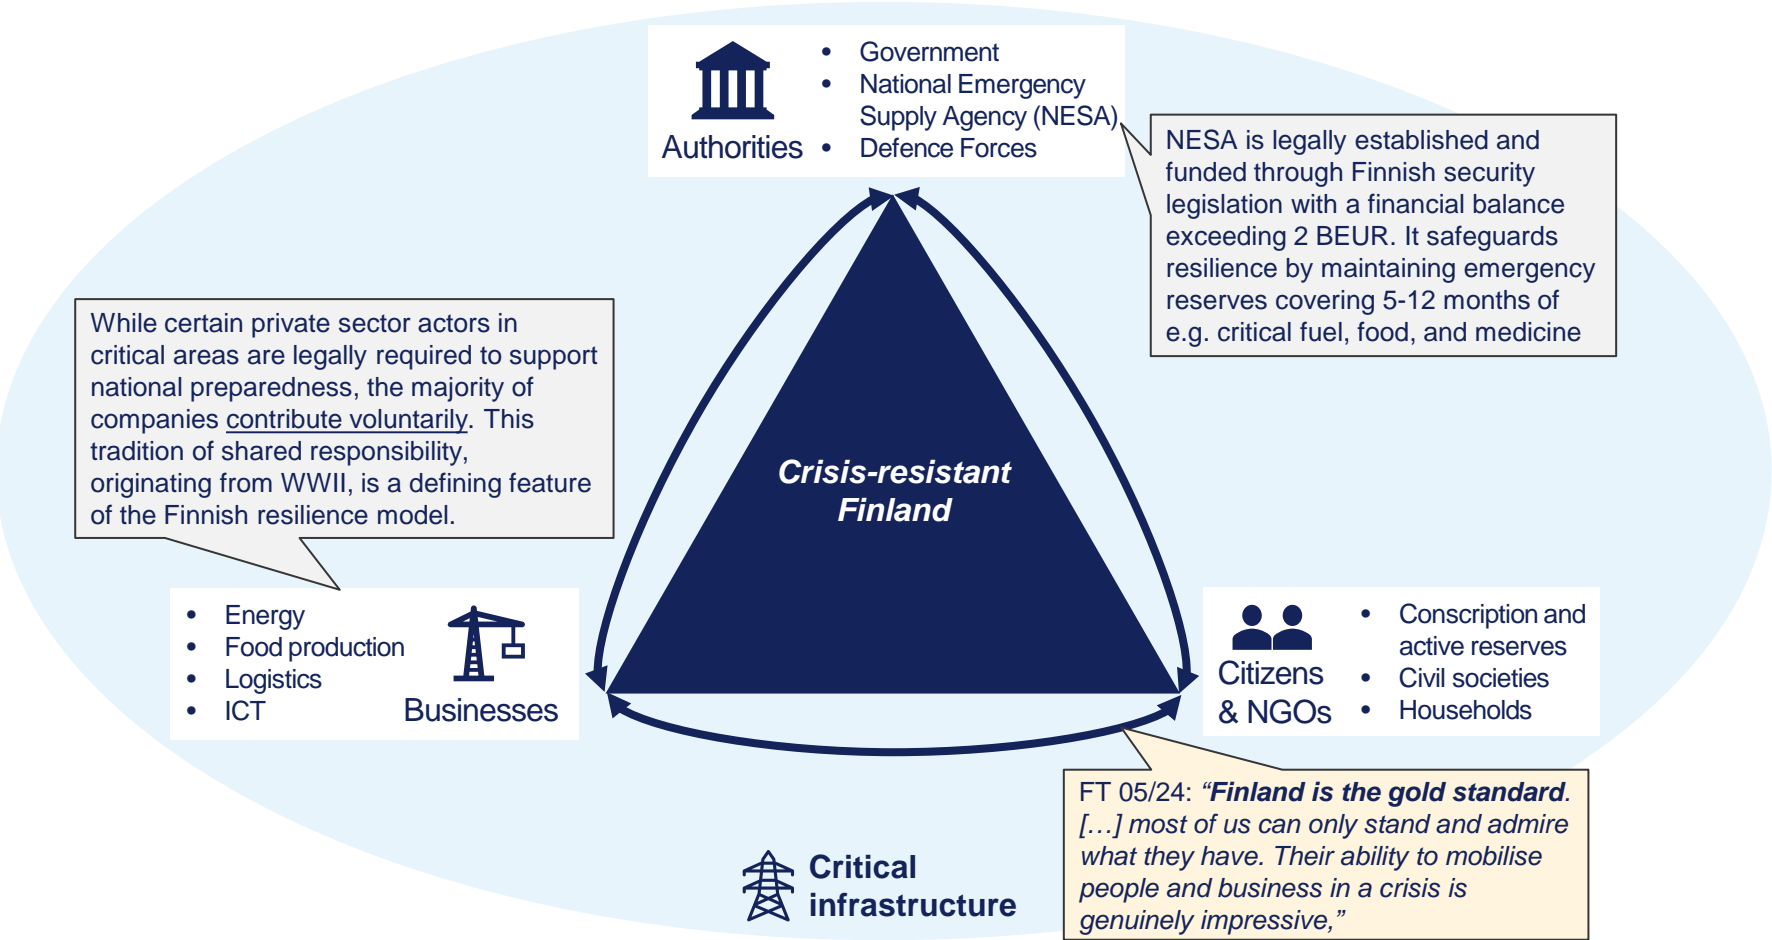 Authorities
• Government
• National Emergency
Supply Agency (NESA)
• Defence Forces
NESA is legally established and
funded through Finnish security
legislation with a financial balance
exceeding 2 BEUR. It safeguards
resilience by maintaining emergency
reserves covering 5-12 months of
e.g. critical fuel, food, and medicine
While certain private sector actors in
critical areas are legally required to support
national preparedness, the majority of
companies contribute voluntarily. This
tradition of shared responsibility,
originating from WWII, is a defining feature
of the Finnish resilience model.
Crisis-resistant
Finland
• Energy
• Food production
• Logistics
• ICT
Businesses
Citizens
& NGOs
• Conscription and
active reserves
• Civil societies
• Households
FT 05/24: “Finland is the gold standard.
[…] most of us can only stand and admire
what they have. Their ability to mobilise
people and business in a crisis is
genuinely impressive,”
Critical
infrastructure